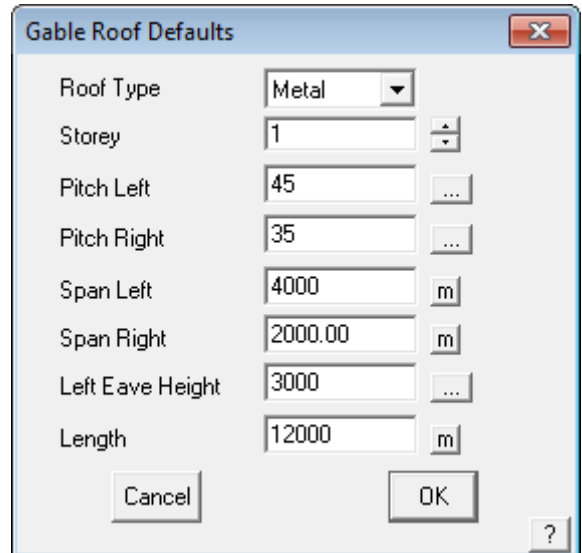 Gable Roof Defaults
Roof Type Metal
Storey 1
Pitch Left 45 ...
Pitch Right 35 ...
Span Left 4000 m
Span Right 2000.00 m
Left Eave Height 3000 ...
Length 12000 m
Cancel OK
?